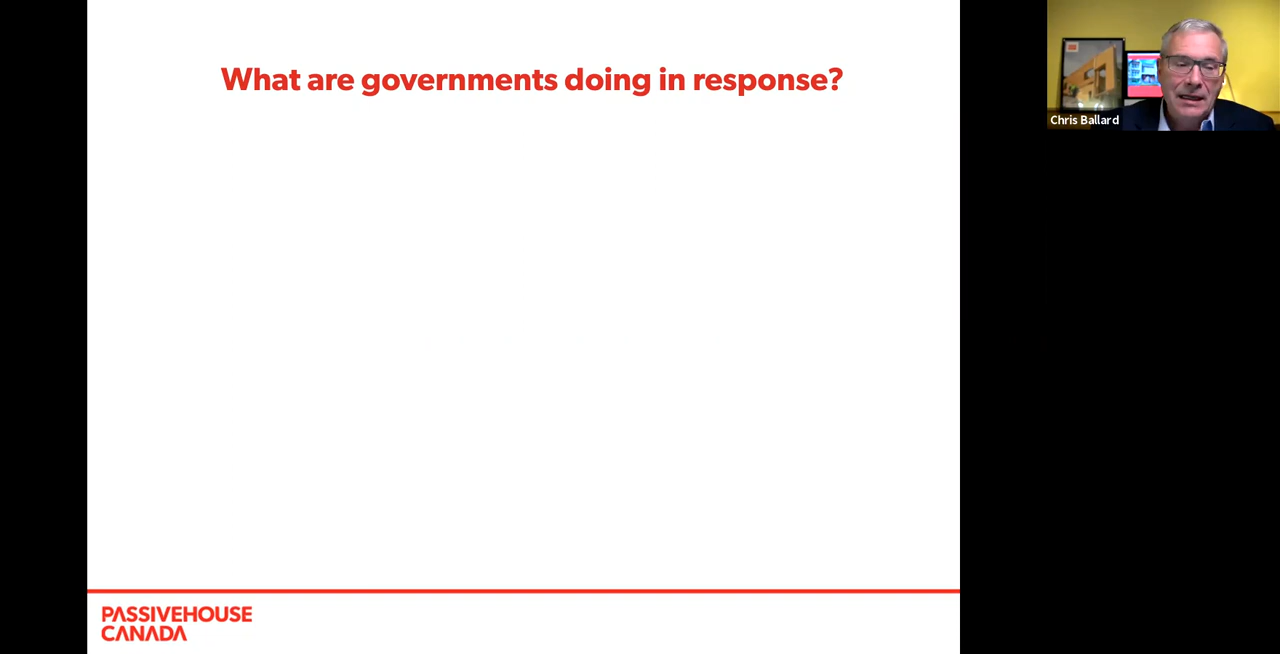 What are governments doing in response?
Chris Ballard
PASSIVEHOUSE
CANADA